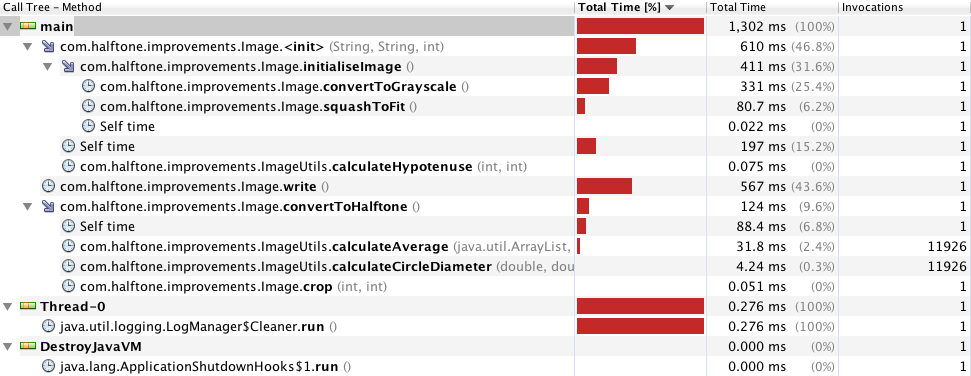 Call Tree - Method Total Time [%] Total Time Invocations
main 1,302 ms (100%) 1
com.halftone.improvements.Image.<init> (String, String, int) 610 ms (46.8%) 1
com.halftone.improvements.Image.initialiseImage () 411 ms (31.6%) 1
com.halftone.improvements.Image.convertToGrayscale () 331 ms (25.4%) 1
com.halftone.improvements.Image.squashToFit () 80.7 ms (6.2%) 1
Self time 0.022 ms (0%) 1
Self time 197 ms (15.2%) 1
com.halftone.improvements.ImageUtils.calculateHypotenuse (int, int) 0.075 ms (0%) 1
com.halftone.improvements.Image.write () 567 ms (43.6%) 1
com.halftone.improvements.Image.convertToHalftone () 124 ms (9.6%) 1
Self time 88.4 ms (6.8%) 1
com.halftone.improvements.ImageUtils.calculateAverage (java.util.ArrayList, 31.8 ms (2.4%) 11926
com.halftone.improvements.ImageUtils.calculateCircleDiameter (double, dou 4.24 ms (0.3%) 11926
com.halftone.improvements.Image.crop (int, int) 0.051 ms (0%) 1
Thread-0 0.276 ms (100%) 1
java.util.logging.LogManager$Cleaner.run () 0.276 ms (100%) 1
DestroyJavaVM 0.000 ms (0%) 1
java.lang.ApplicationShutdownHooks$1.run () 0.000 ms (0%) 1